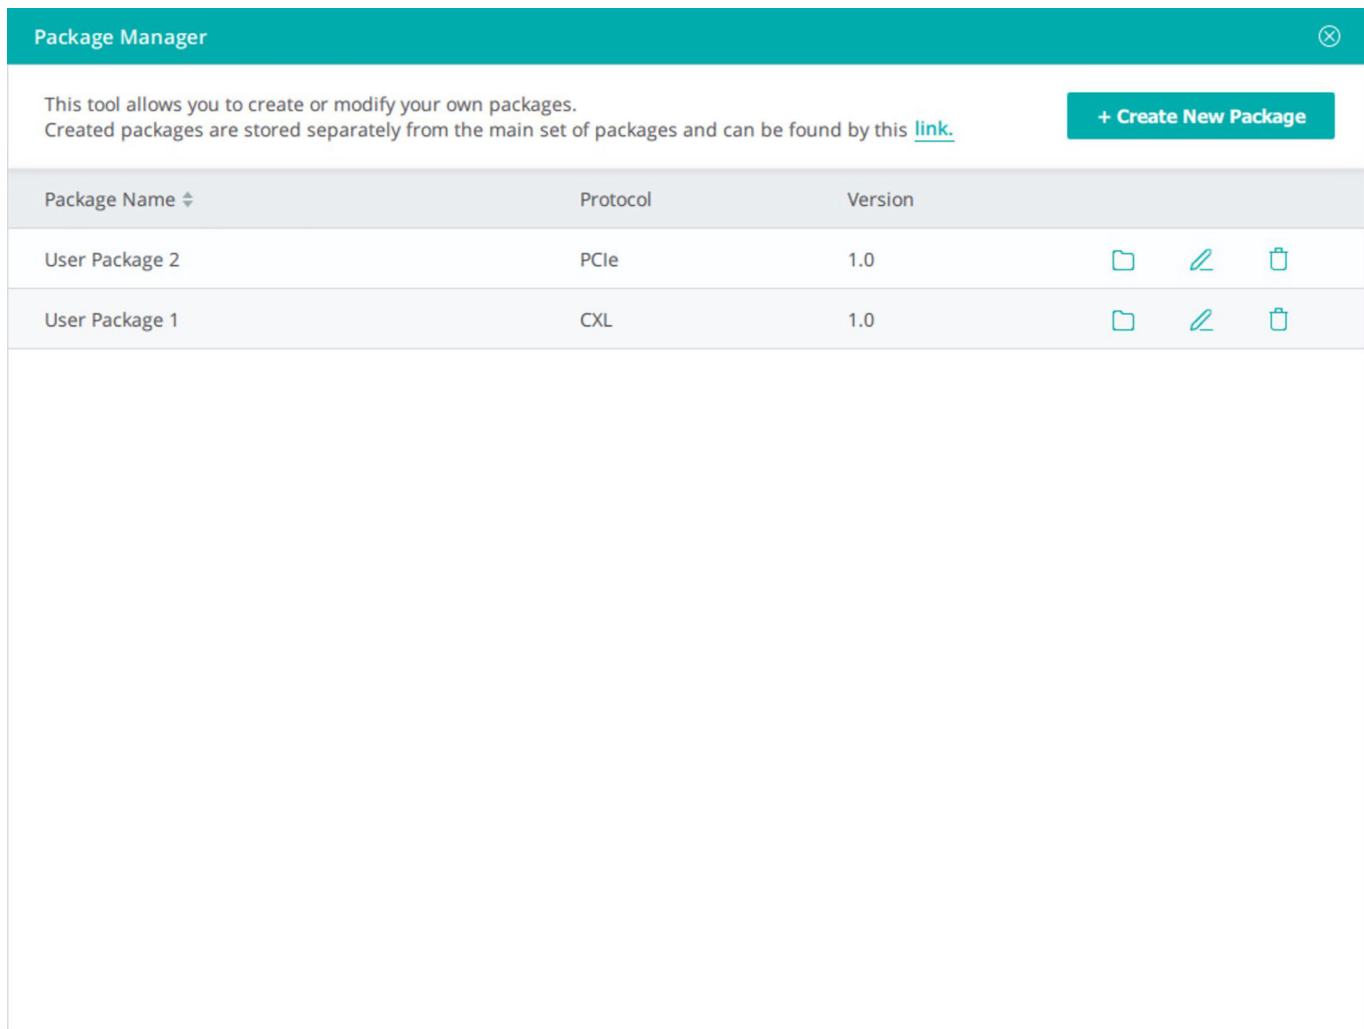 Package Manager
This tool allows you to create or modify your own packages.
Created packages are stored separately from the main set of packages and can be found by this link.
+ Create New Package
Package Name Protocol Version
User Package 2 PCIe 1.0
User Package 1 CXL 1.0